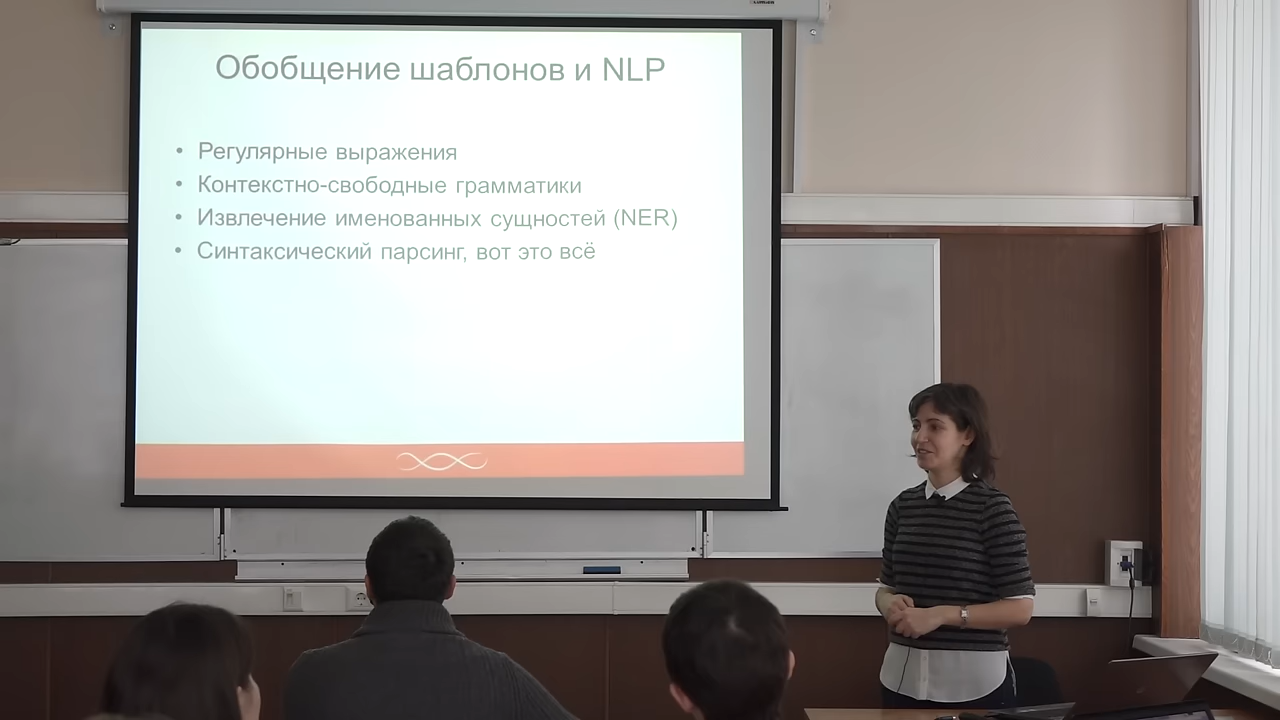 Обобщение шаблонов и NLP
• Регулярные выражения
• Контекстно-свободные грамматики
• Извлечение именованных сущностей (NER)
• Синтаксический парсинг, вот это всё